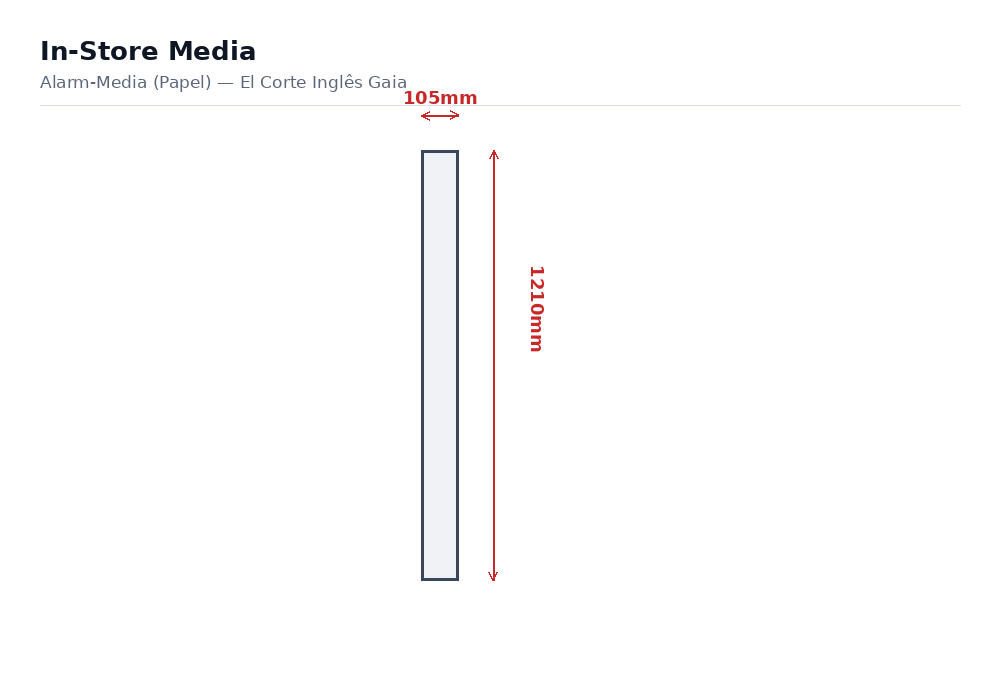 In-Store Media
Alarm-Media (Papel) — El Corte Inglês Gaia
105mm
1210mm